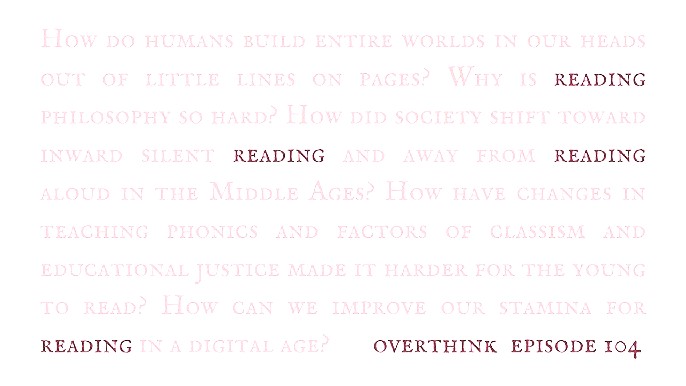 How do humans build entire worlds in our heads
out of little lines on pages? Why is reading
philosophy so hard? How did society shift toward
inward silent reading and away from reading
aloud in the Middle Ages? How have changes in
teaching phonics and factors of classism and
educational justice made it harder for the young
to read? How can we improve our stamina for
reading in a digital age? overthink episode 104